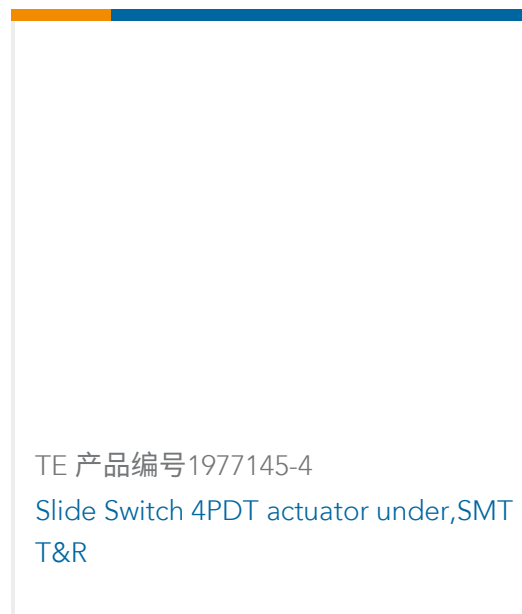 TE 产品编号1977145-4
Slide Switch 4PDT actuator under,SMT
T&R